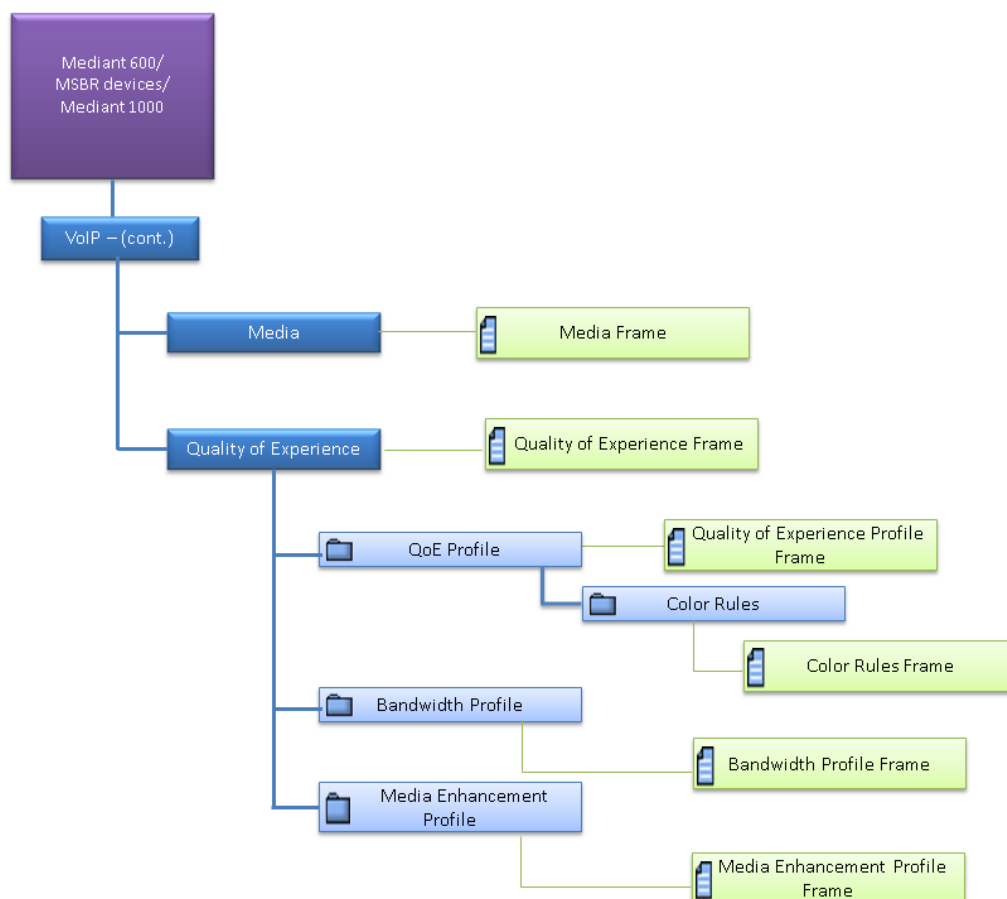 Mediant 600/
MSBR devices/
Mediant 1000
VoIP – (cont.)
Media
Media Frame
Quality of Experience
Quality of Experience Frame
QoE Profile
Quality of Experience Profile
Frame
Color Rules
Color Rules Frame
Bandwidth Profile
Bandwidth Profile Frame
Media Enhancement
Profile
Media Enhancement Profile
Frame